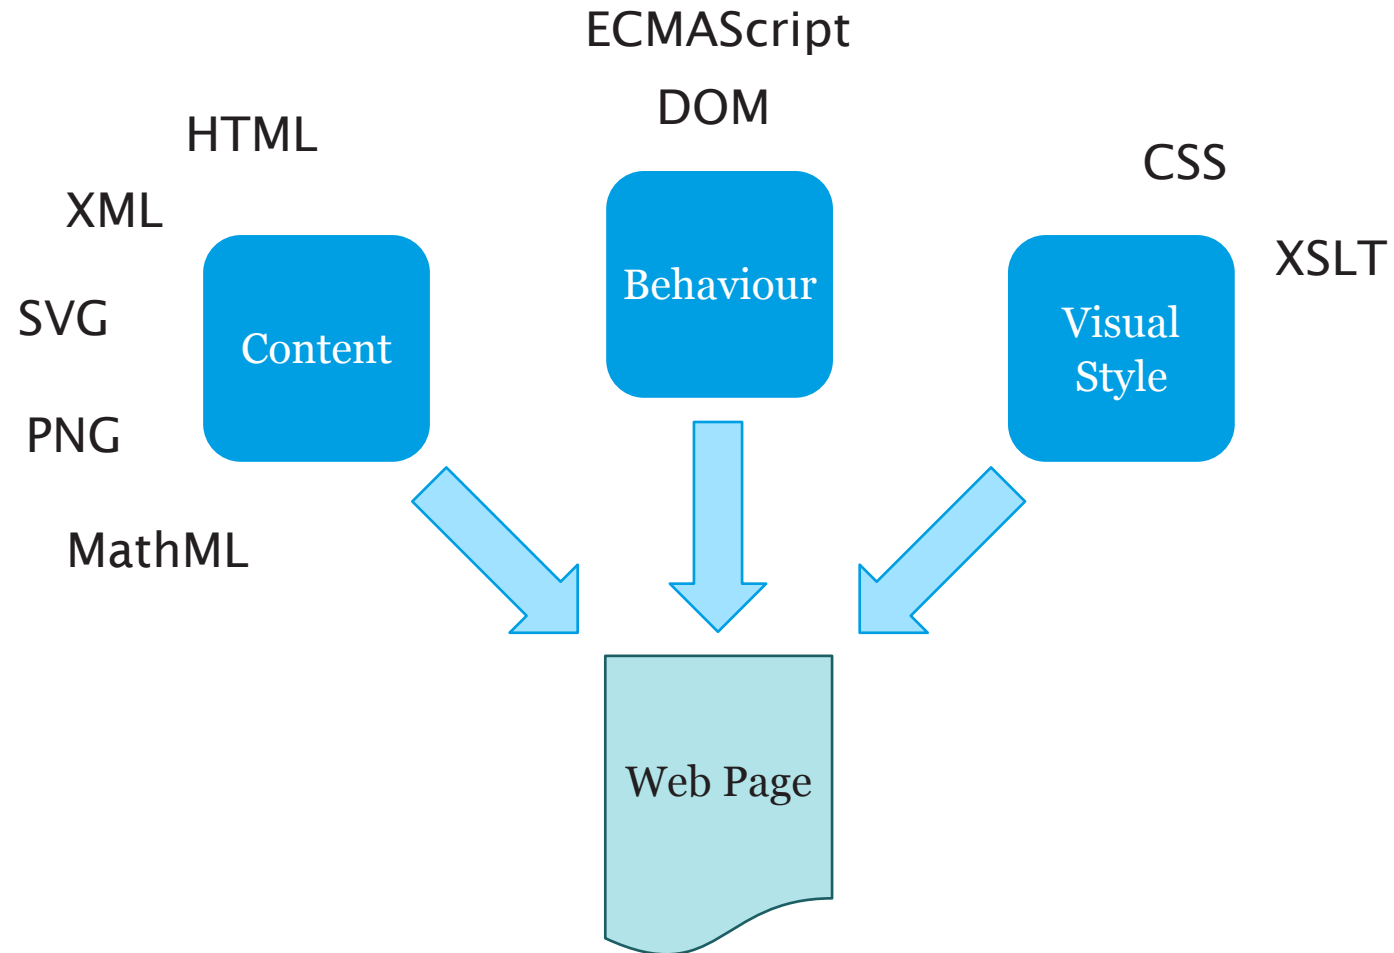 ECMAScript
DOM
HTML
CSS
XML
XSLT
Behaviour
SVG
Content
Visual
Style
PNG
MathML
Web Page